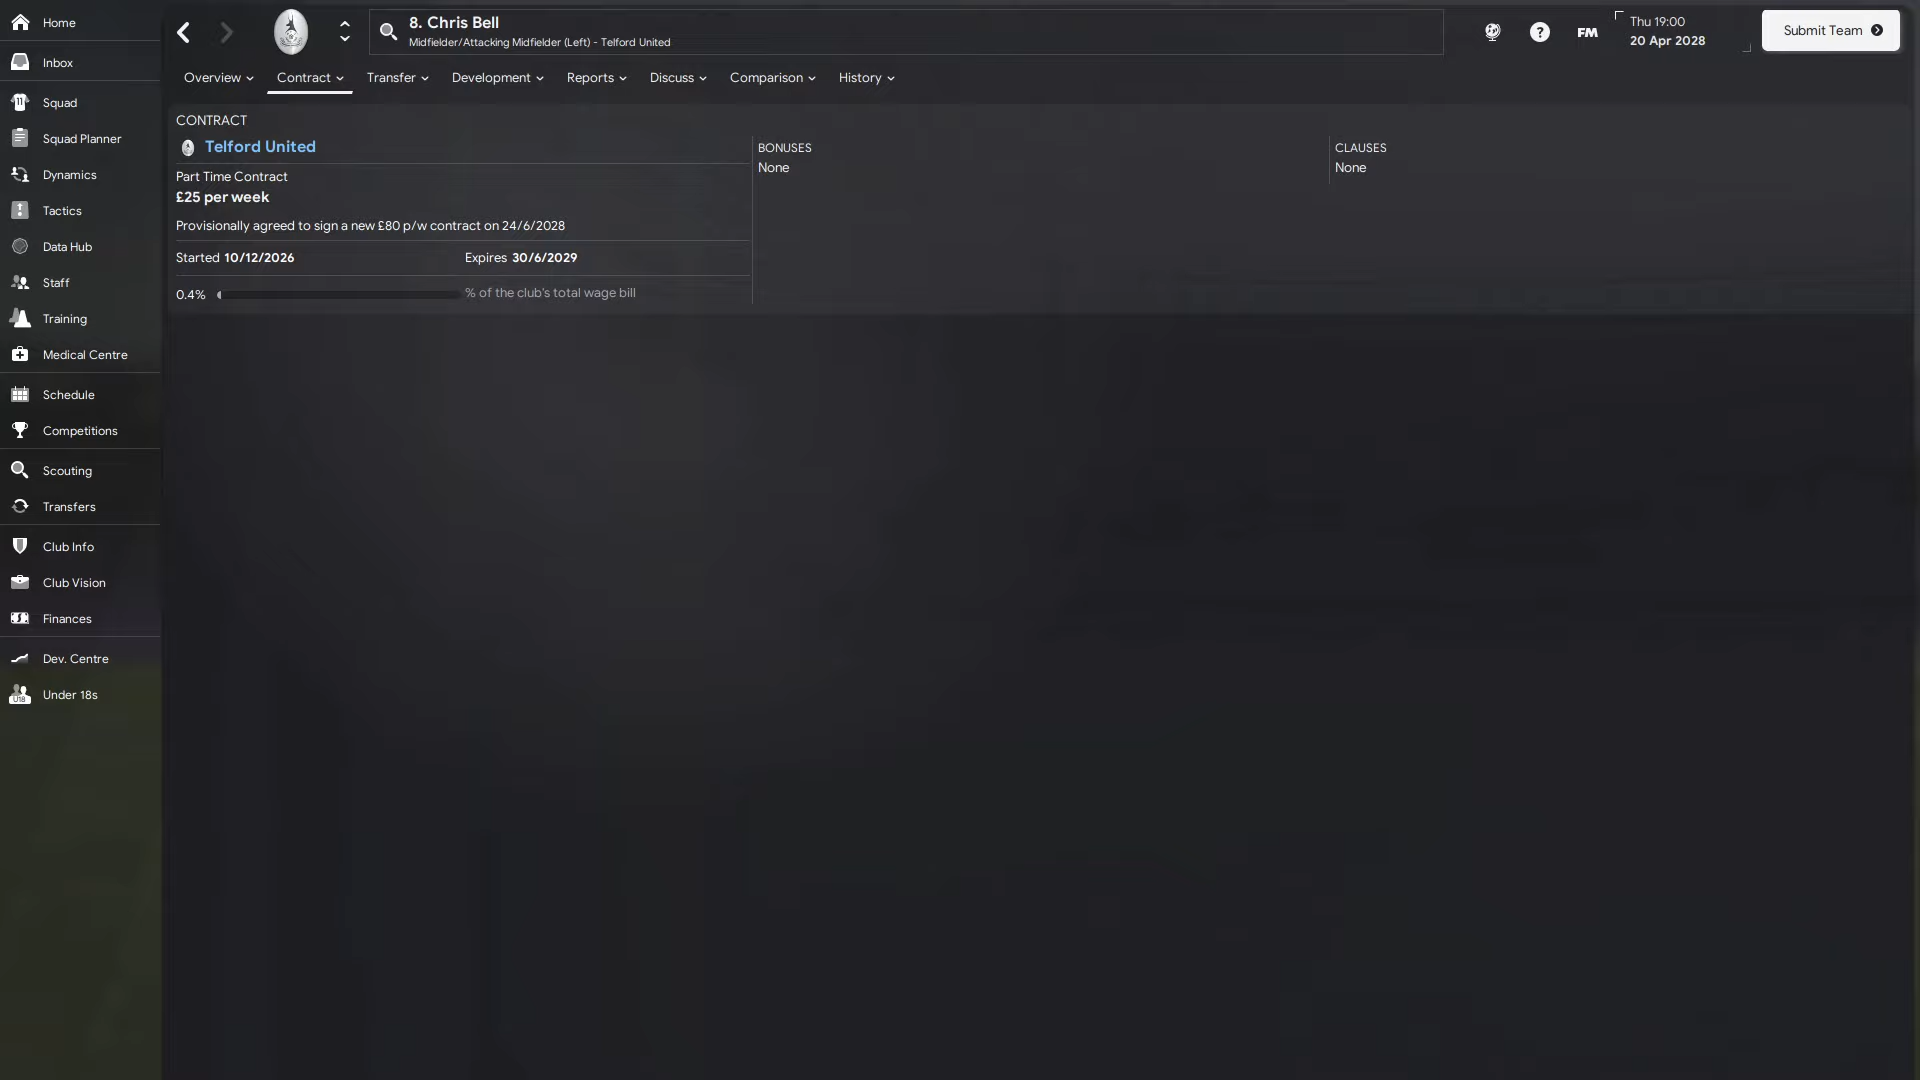 Home
8. Chris Bell
Midfielder/Attacking Midfielder (Left) - Telford United
FM
Thu 19:00
20 Apr 2028
Submit Team
Inbox
Squad
Squad Planner
Dynamics
Tactics
Data Hub
Staff
Training
Medical Centre
Schedule
Competitions
Scouting
Transfers
Club Info
Club Vision
Finances
Dev. Centre
U18
Under 18s
Overview
Contract
Transfer
Development
Reports
Discuss
Comparison
History
CONTRACT
Telford United
Part Time Contract
£25 per week
Provisionally agreed to sign a new £80 p/w contract on 24/6/2028
Started 10/12/2026
Expires 30/6/2029
0.4%
% of the club's total wage bill
BONUSES
None
CLAUSES
None